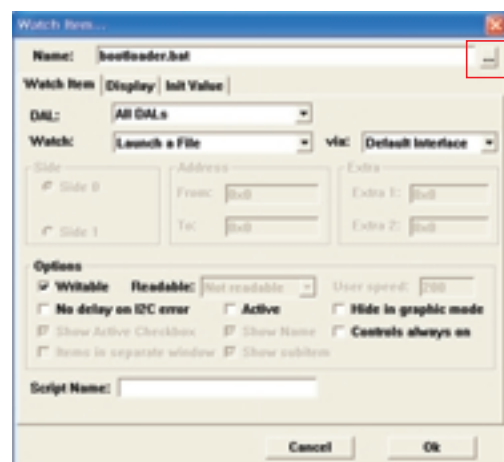 Watch Item...
Name: bootloader.bat ...
Watch Item Display Init Value
DAL: All DALs
Watch: Launch a File via: Default Interface
Side Address Extra
Side 0 From: 0x0 Extra 1: 0x0
Side 1 To: 0x0 Extra 2: 0x0
Options
Writable Readable: Not readable User speed: 200
No delay on I2C error Active Hide in graphic mode
Show Active Checkbox Show Name Controls always on
Items in separate window Show subitem
Script Name:
Cancel Ok